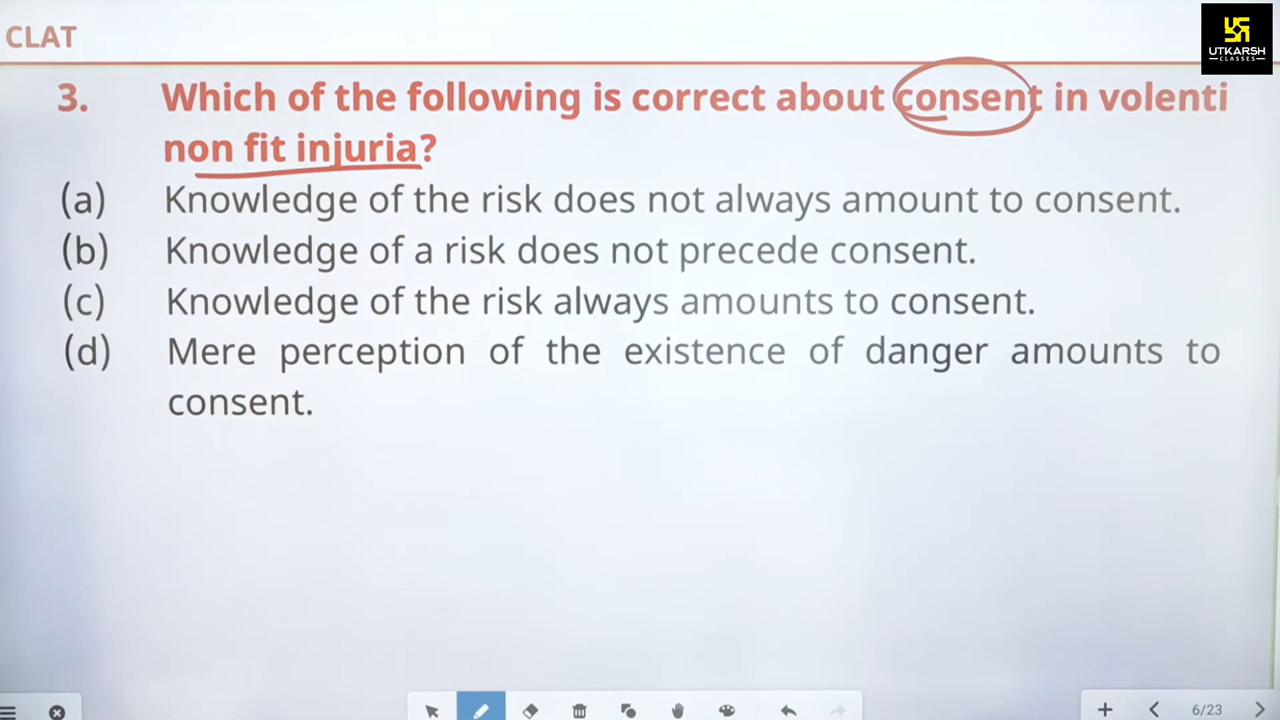 CLAT
UTKARSH
CLASSES
3. Which of the following is correct about consent in volenti
non fit injuria?
(a) Knowledge of the risk does not always amount to consent.
(b) Knowledge of a risk does not precede consent.
(c) Knowledge of the risk always amounts to consent.
(d) Mere perception of the existence of danger amounts to
consent.
6/23